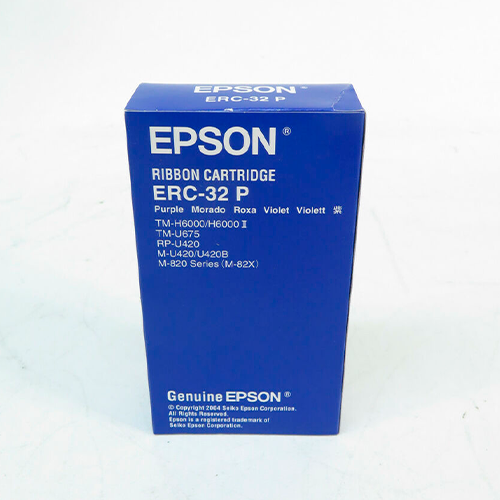 EPSON
ERC-32 P
EPSON®
RIBBON CARTRIDGE
ERC-32 P
Purple Morado Roxa Violet Violett 紫
TM-H6000/H6000 II
TM-U675
RP-U420
M-U420/U420B
M-820 Series (M-82X)
Genuine EPSON®
© Copyright 2004 Seiko Epson Corporation.
All Rights Reserved.
Epson is a registered trademark of
Seiko Epson Corporation.